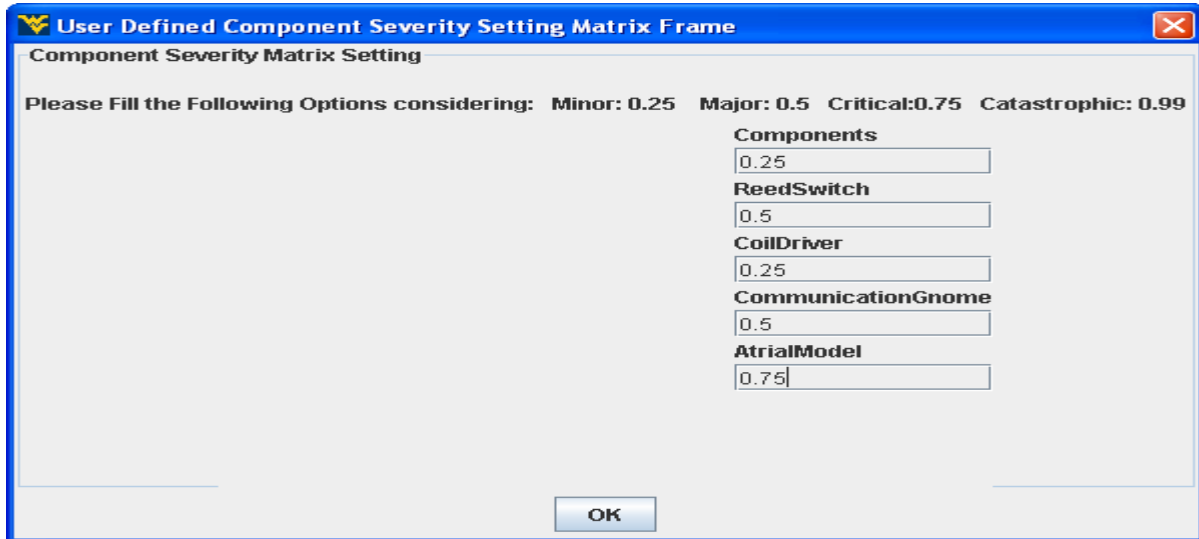 User Defined Component Severity Setting Matrix Frame
Component Severity Matrix Setting
Please Fill the Following Options considering: Minor: 0.25 Major: 0.5 Critical:0.75 Catastrophic: 0.99
Components
0.25
ReedSwitch
0.5
CoilDriver
0.25
CommunicationGnome
0.5
AtrialModel
0.75
OK